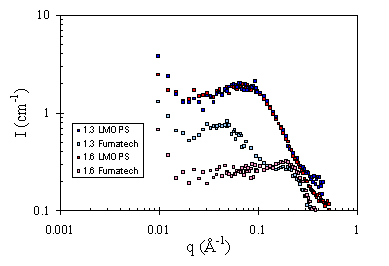 10
1
0.1
I (cm-1)
1.3 LMOPS
1.3 Fumatech
1.6 LMOPS
1.6 Fumatech
0.001 0.01 0.1 1
q (Å-1)